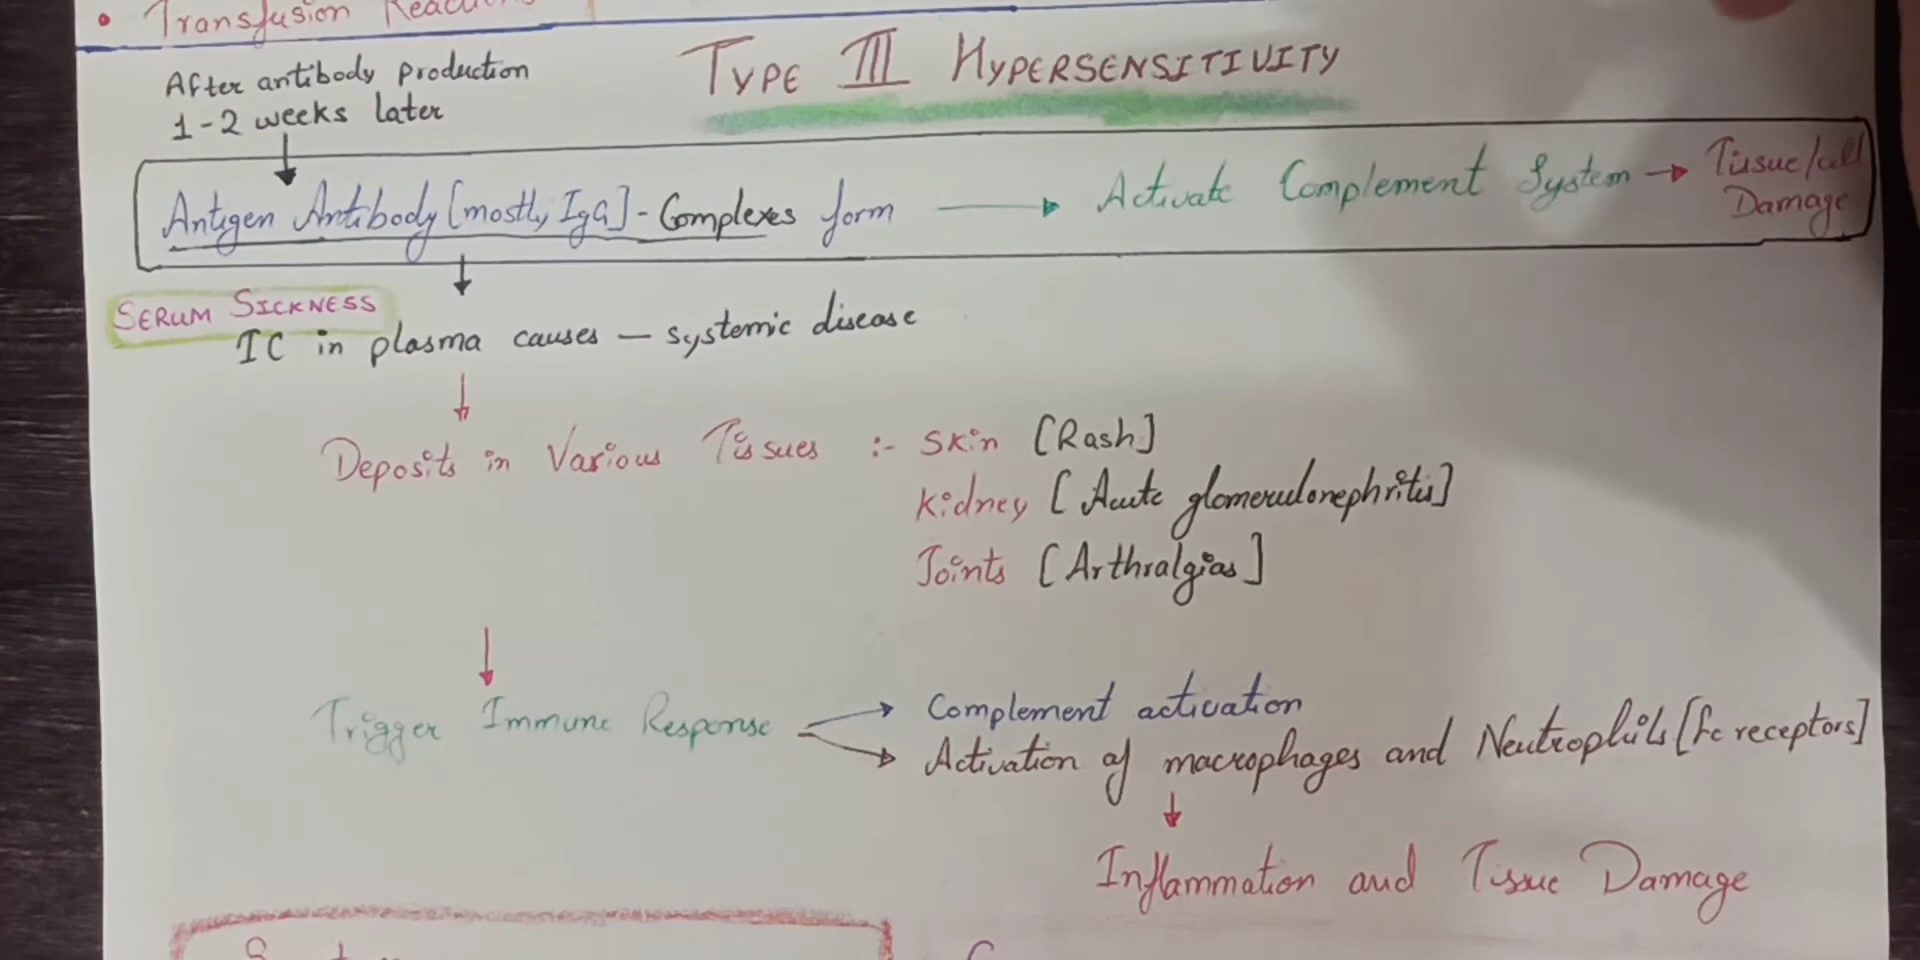 • Transfusion Reaction
After antibody production
1-2 weeks later
TYPE III HYPERSENSITIVITY
Antigen Antibody [mostly IgG] - Complexes form → Activate Complement System → Tissue/cell Damage
SERUM SICKNESS
IC in plasma causes — systemic disease
Deposits in Various Tissues :- Skin [Rash]
Kidney [Acute glomerulonephritis]
Joints [Arthralgias]
Trigger Immune Response → Complement activation
→ Activation of macrophages and Neutrophils [Fc receptors]
Inflammation and Tissue Damage